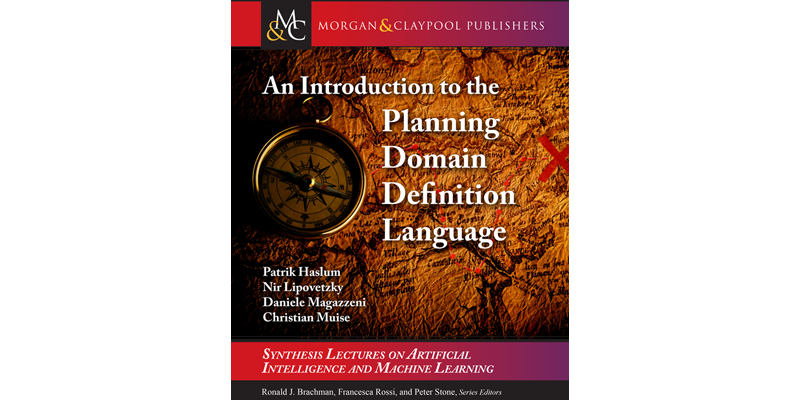 M&C
MORGAN & CLAYPOOL PUBLISHERS
An Introduction to the
Planning
Domain
Definition
Language
Patrik Haslum
Nir Lipovetzky
Daniele Magazzeni
Christian Muise
SYNTHESIS LECTURES ON ARTIFICIAL
INTELLIGENCE AND MACHINE LEARNING
Ronald J. Brachman, Francesca Rossi, and Peter Stone, Series Editors